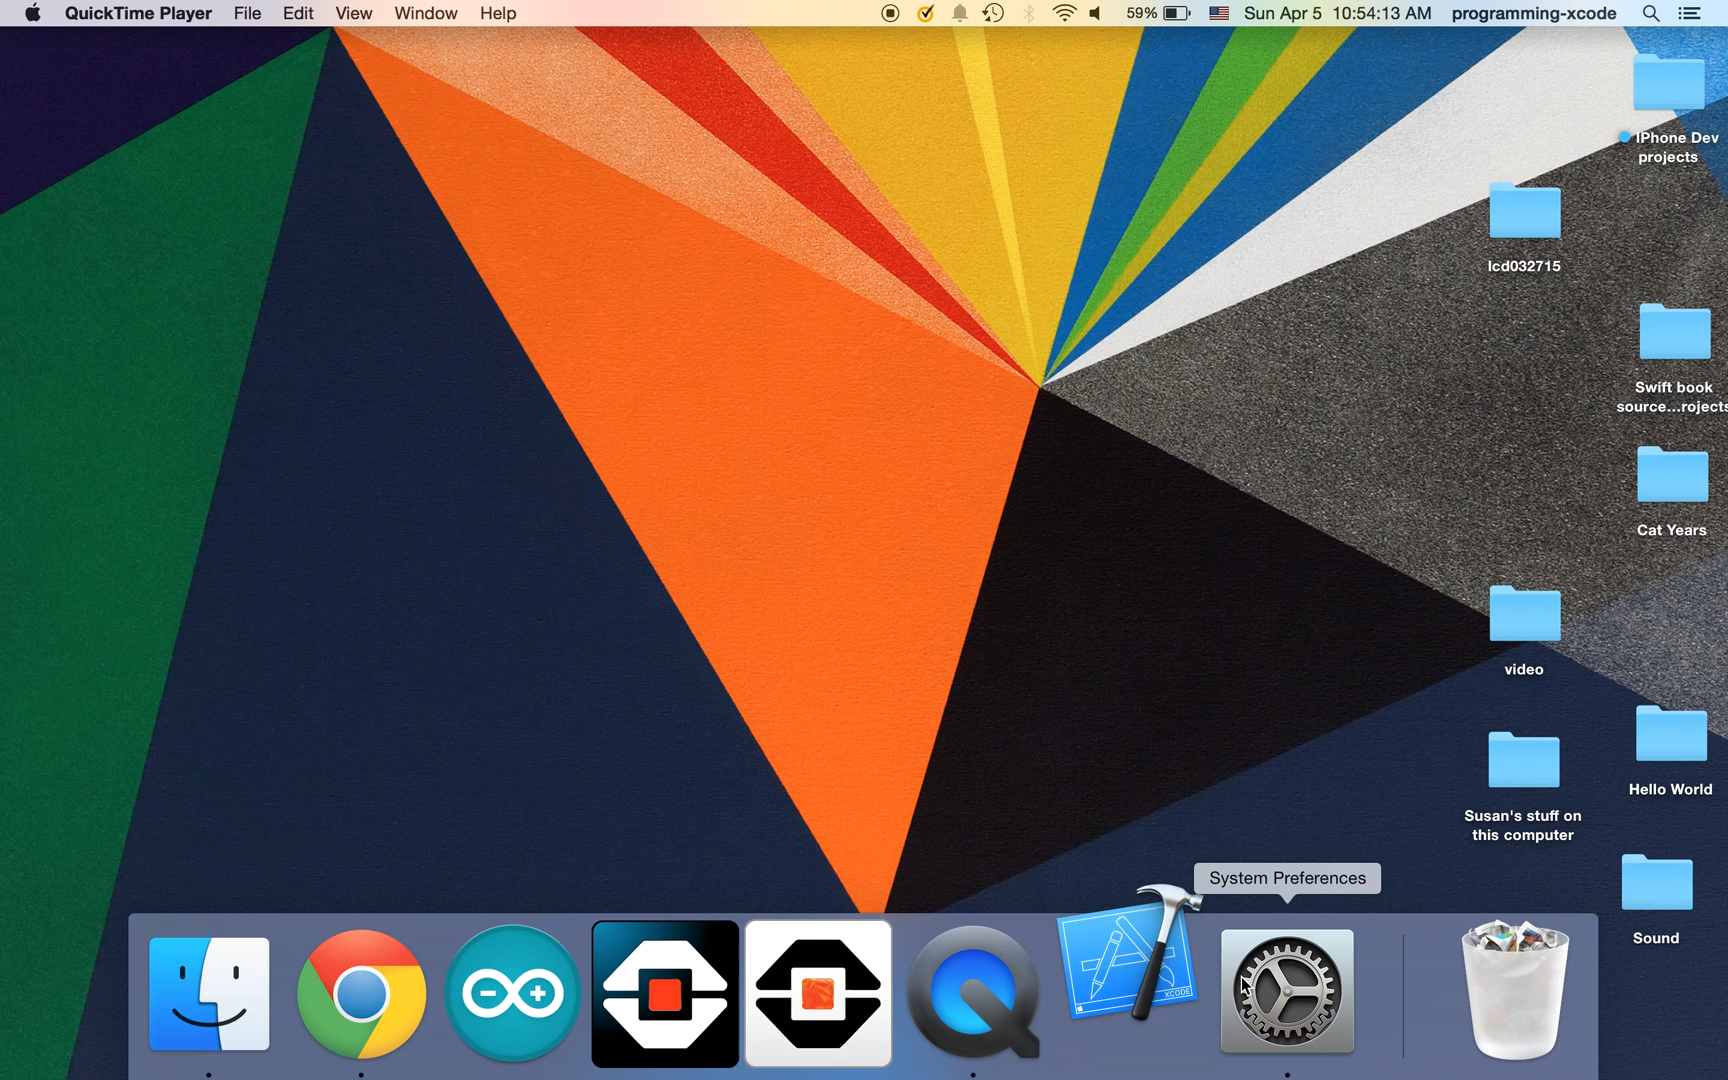 QuickTime Player File Edit View Window Help 59% Sun Apr 5 10:54:13 AM programming-xcode
IPhone Dev
projects
lcd032715
Swift book
source...rojects
Cat Years
video
Hello World
Susan's stuff on
this computer
System Preferences
Sound
XCODE